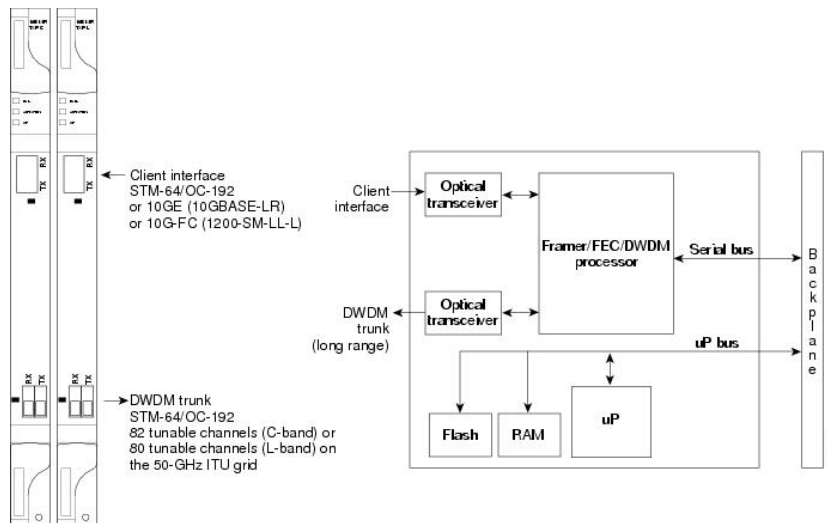 RX
TX
RX
TX
Client interface
STM-64/OC-192
or 10GE (10GBASE-LR)
or 10G-FC (1200-SM-LL-L)
RX
TX
RX
TX
DWDM trunk
STM-64/OC-192
82 tunable channels (C-band) or
80 tunable channels (L-band) on
the 50-GHz ITU grid
Client
interface
Optical
transceiver
Framer/FEC/DWDM
processor
Serial bus
DWDM
trunk
(long range)
Optical
transceiver
uP bus
Flash
RAM
uP
Backplane